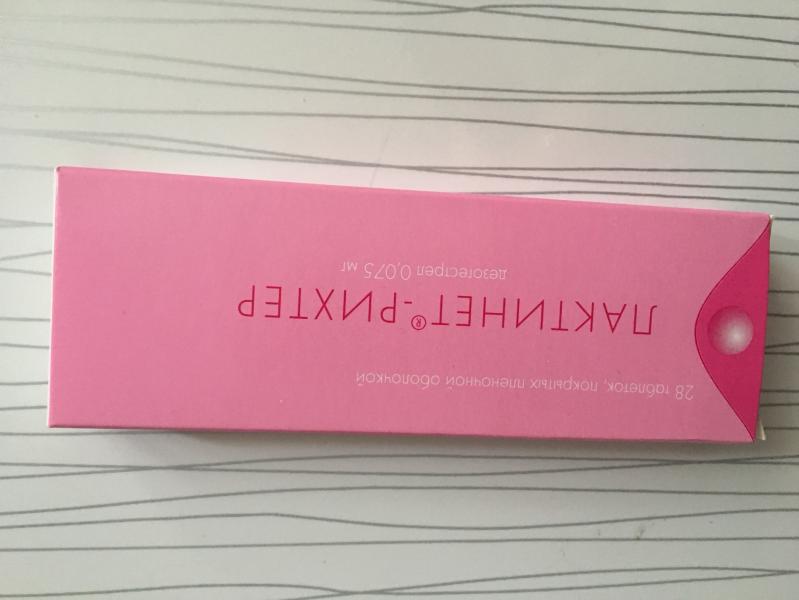 28 таблеток, покрытых пленочной оболочкой
ЛАКТИНЕТ®-РИХТЕР
дезогестрел 0,075 мг